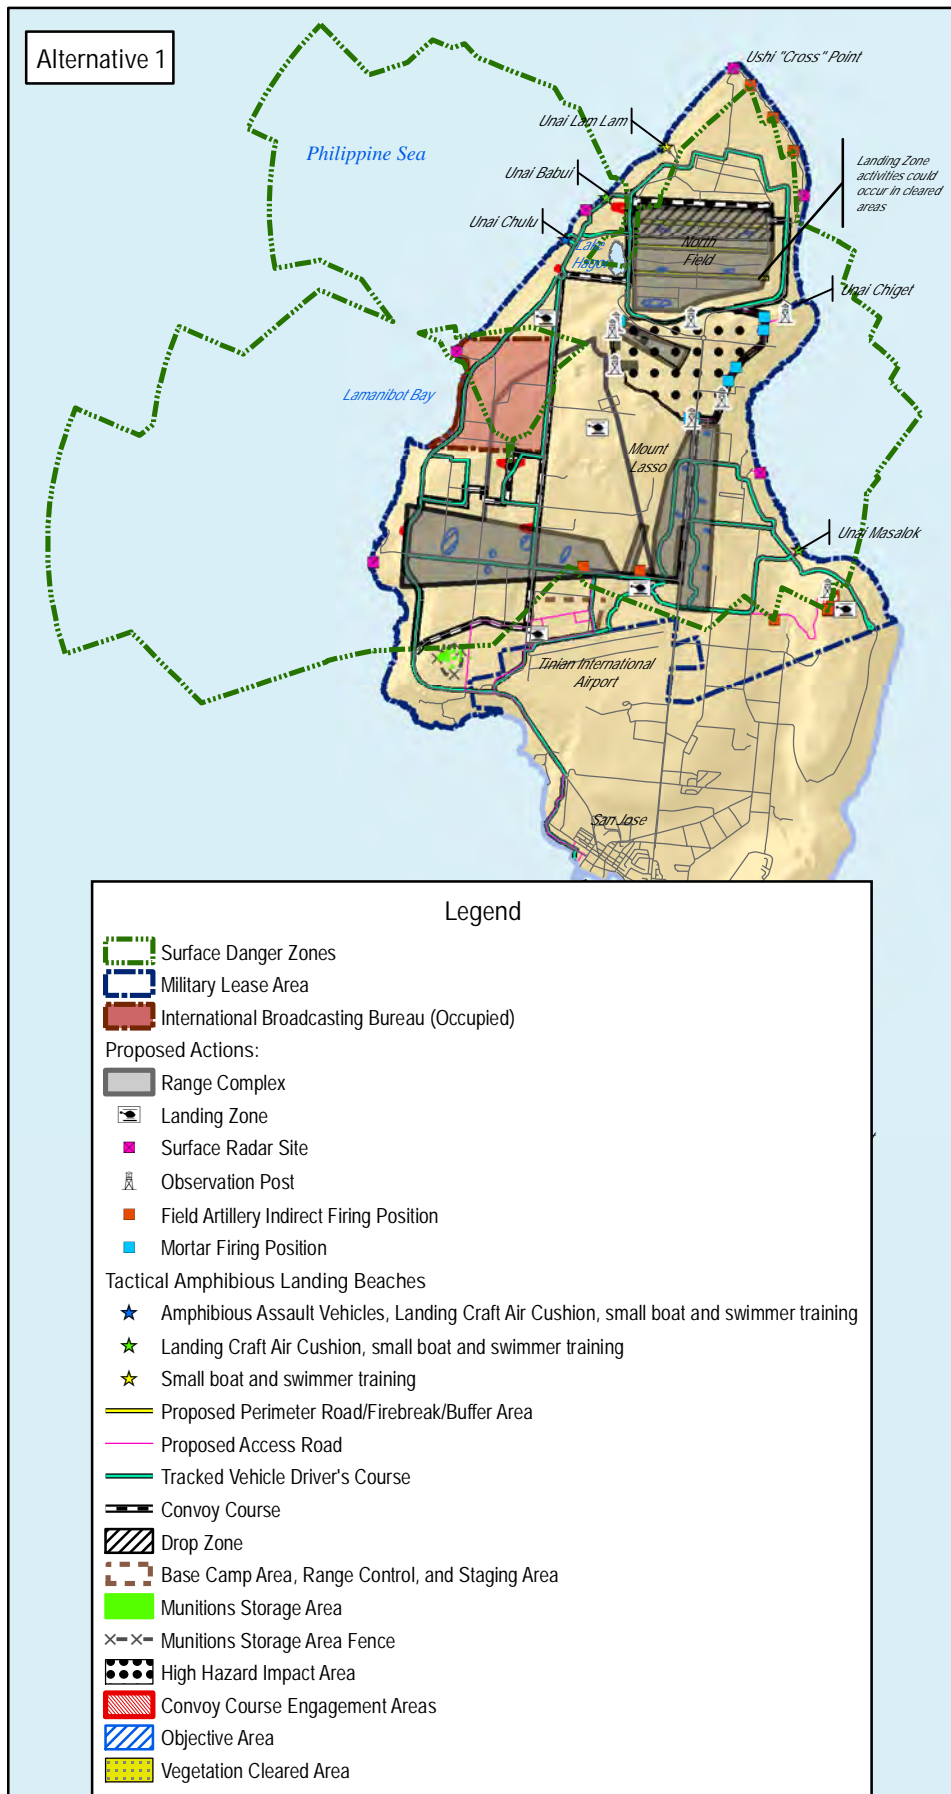 Alternative 1
Ushi "Cross" Point
Unai Lam Lam
Philippine Sea
Landing Zone
activities could
occur in cleared
areas
Unai Babui
Unai Chulu
Lake
Hagoi
North
Field
Unai Chiget
Lamanibot Bay
Mount
Lasso
Unai Masalok
Tinian International
Airport
San Jose
Legend
Surface Danger Zones
Military Lease Area
International Broadcasting Bureau (Occupied)
Proposed Actions:
Range Complex
Landing Zone
Surface Radar Site
Observation Post
Field Artillery Indirect Firing Position
Mortar Firing Position
Tactical Amphibious Landing Beaches
Amphibious Assault Vehicles, Landing Craft Air Cushion, small boat and swimmer training
Landing Craft Air Cushion, small boat and swimmer training
Small boat and swimmer training
Proposed Perimeter Road/Firebreak/Buffer Area
Proposed Access Road
Tracked Vehicle Driver's Course
Convoy Course
Drop Zone
Base Camp Area, Range Control, and Staging Area
Munitions Storage Area
Munitions Storage Area Fence
High Hazard Impact Area
Convoy Course Engagement Areas
Objective Area
Vegetation Cleared Area